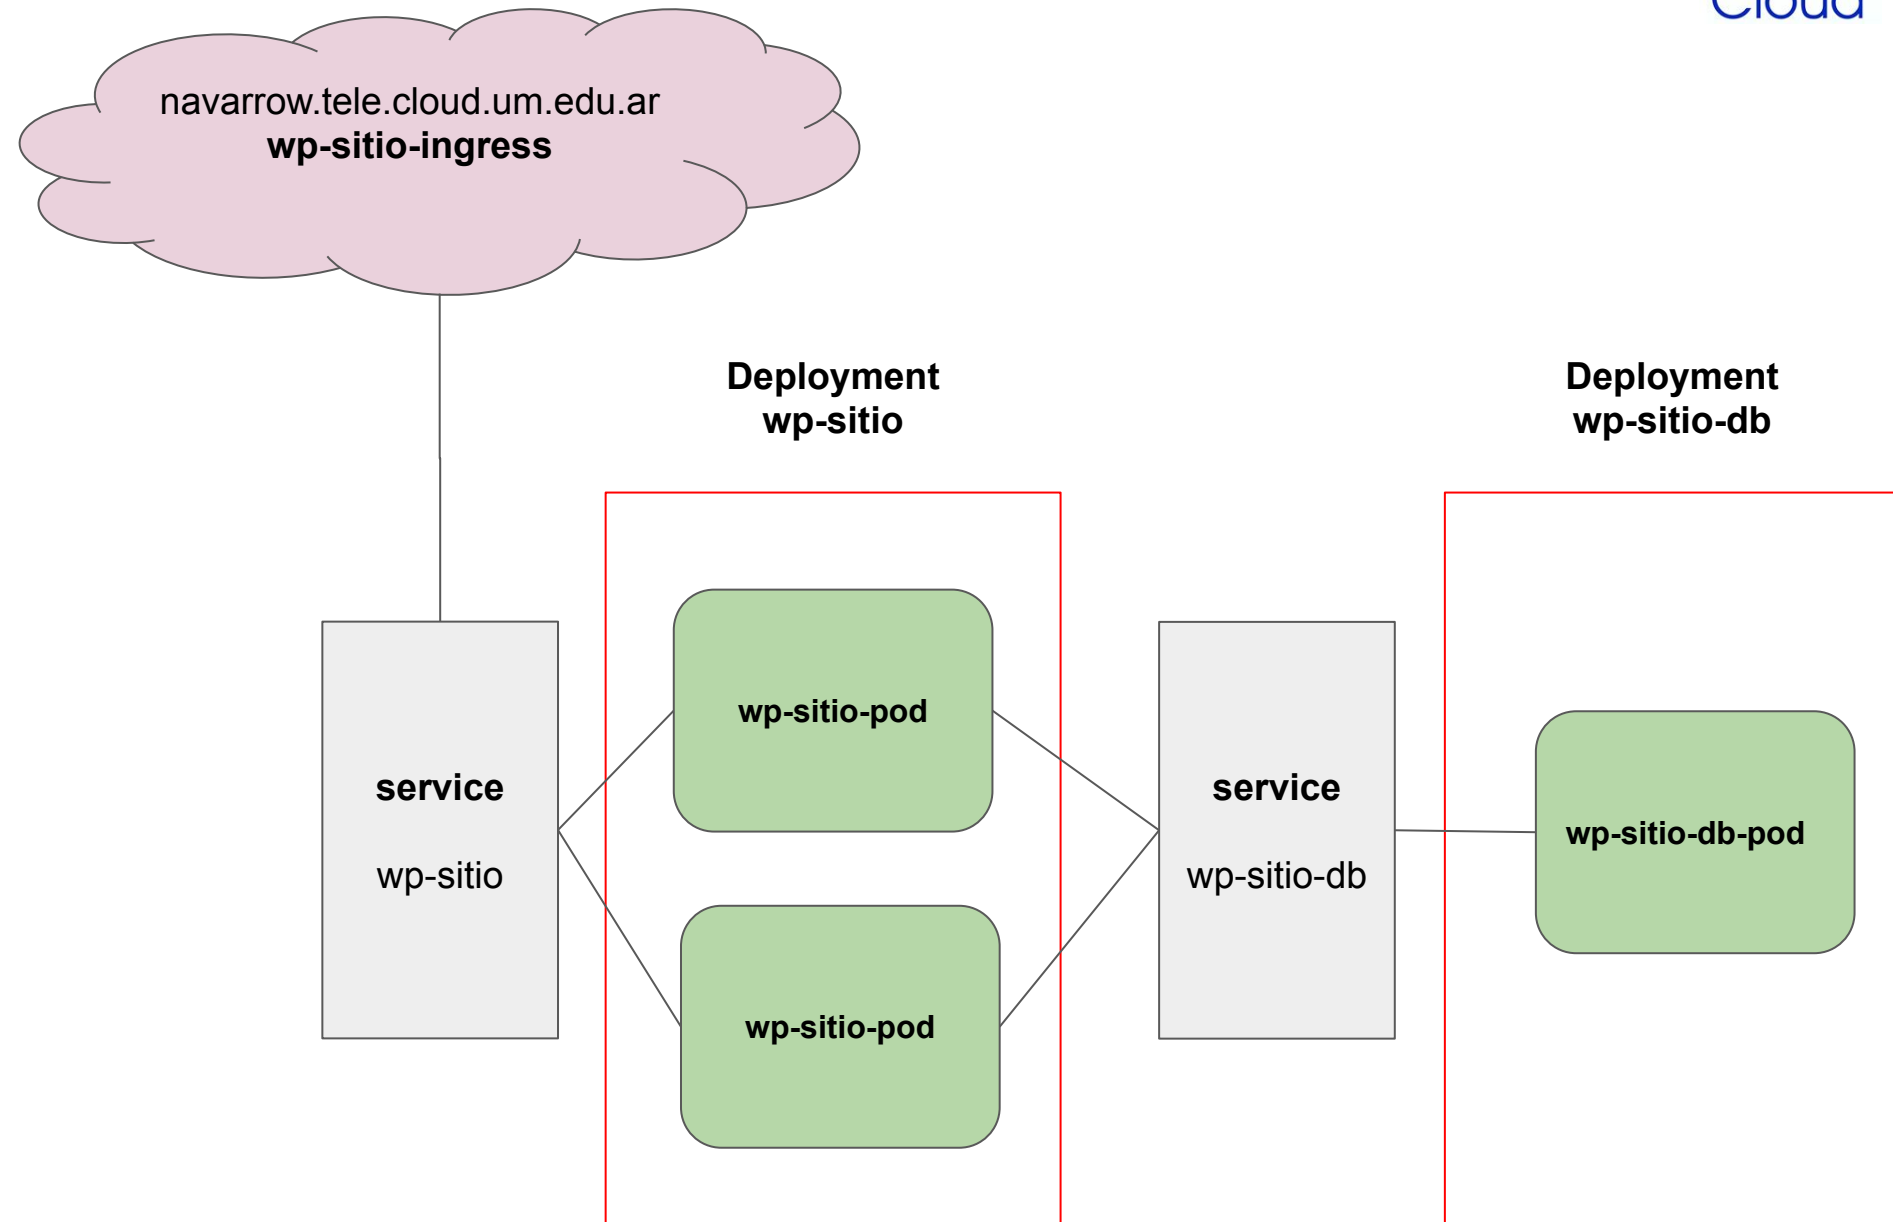 Cloud
navarrow.tele.cloud.um.edu.ar
wp-sitio-ingress
Deployment
wp-sitio
Deployment
wp-sitio-db
service
wp-sitio
wp-sitio-pod
wp-sitio-pod
service
wp-sitio-db
wp-sitio-db-pod